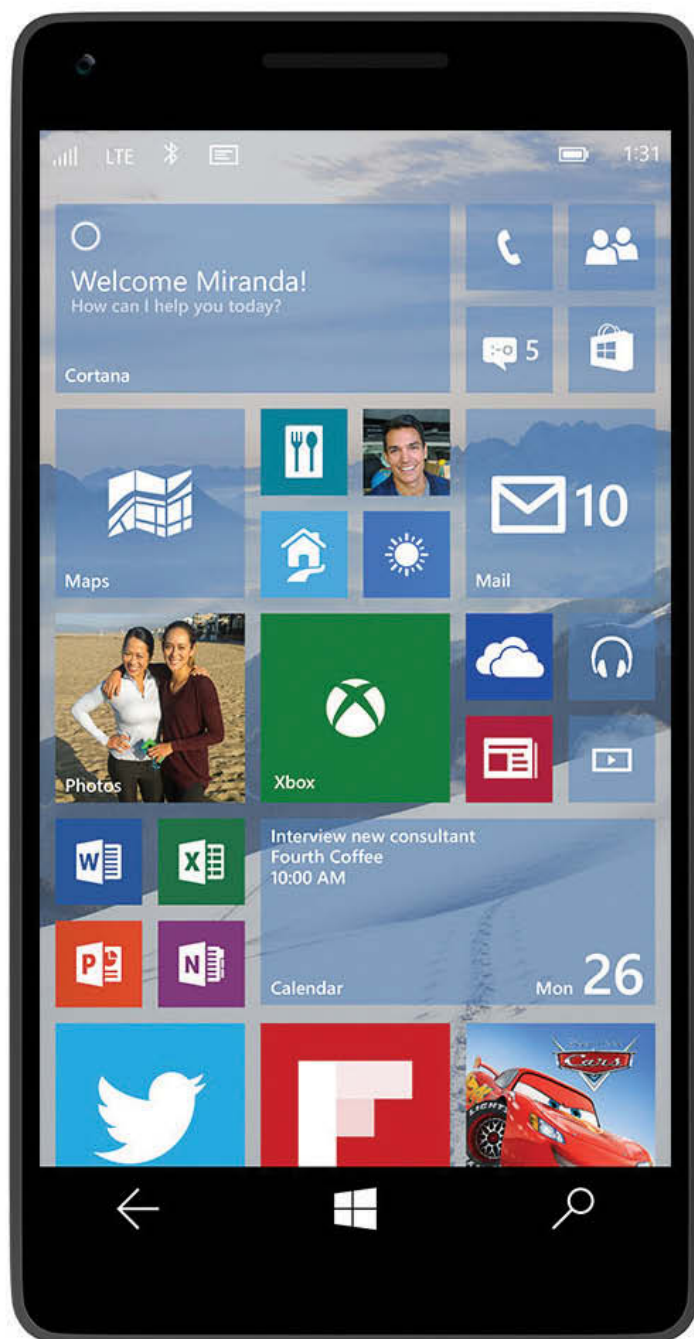 LTE
1:31
Welcome Miranda!
How can I help you today?
Cortana
:-o 5
Maps
10
Mail
Photos
Xbox
W
X
Interview new consultant
Fourth Coffee
10:00 AM
P
N
Calendar
Mon 26
Cars
LIGHT